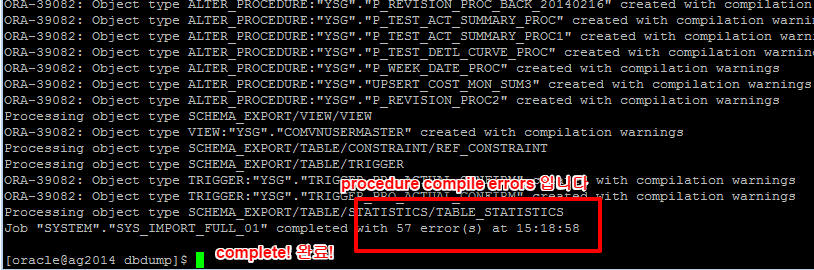 ORA-39082: Object type ALTER_PROCEDURE:"YSG"."P_REVISION_PROC_BACK_20140216" created with compilation warnings
ORA-39082: Object type ALTER_PROCEDURE:"YSG"."P_TEST_ACT_SUMMARY_PROC" created with compilation warnings
ORA-39082: Object type ALTER_PROCEDURE:"YSG"."P_TEST_ACT_SUMMARY_PROC1" created with compilation warnings
ORA-39082: Object type ALTER_PROCEDURE:"YSG"."P_TEST_DETL_CURVE_PROC" created with compilation warnings
ORA-39082: Object type ALTER_PROCEDURE:"YSG"."P_WEEK_DATE_PROC" created with compilation warnings
ORA-39082: Object type ALTER_PROCEDURE:"YSG"."UPSERT_COST_MON_SUM3" created with compilation warnings
ORA-39082: Object type ALTER_PROCEDURE:"YSG"."P_REVISION_PROC2" created with compilation warnings
Processing object type SCHEMA_EXPORT/VIEW/VIEW
ORA-39082: Object type VIEW:"YSG"."COMVNUSERMASTER" created with compilation warnings
Processing object type SCHEMA_EXPORT/TABLE/CONSTRAINT/REF_CONSTRAINT
Processing object type SCHEMA_EXPORT/TABLE/TRIGGER
procedure compile errors 입니다
ORA-39082: Object type TRIGGER:"YSG"."TRIGGER_PRO_ACTUAL_CONFIRM" created with compilation warnings
ORA-39082: Object type TRIGGER:"YSG"."TRIGGER_PRO_ACTUAL_CONFIRM" created with compilation warnings
Processing object type SCHEMA_EXPORT/TABLE/STATISTICS/TABLE_STATISTICS
Job "SYSTEM"."SYS_IMPORT_FULL_01" completed with 57 error(s) at 15:18:58
complete! 완료!
[oracle@ag2014 dbdump]$